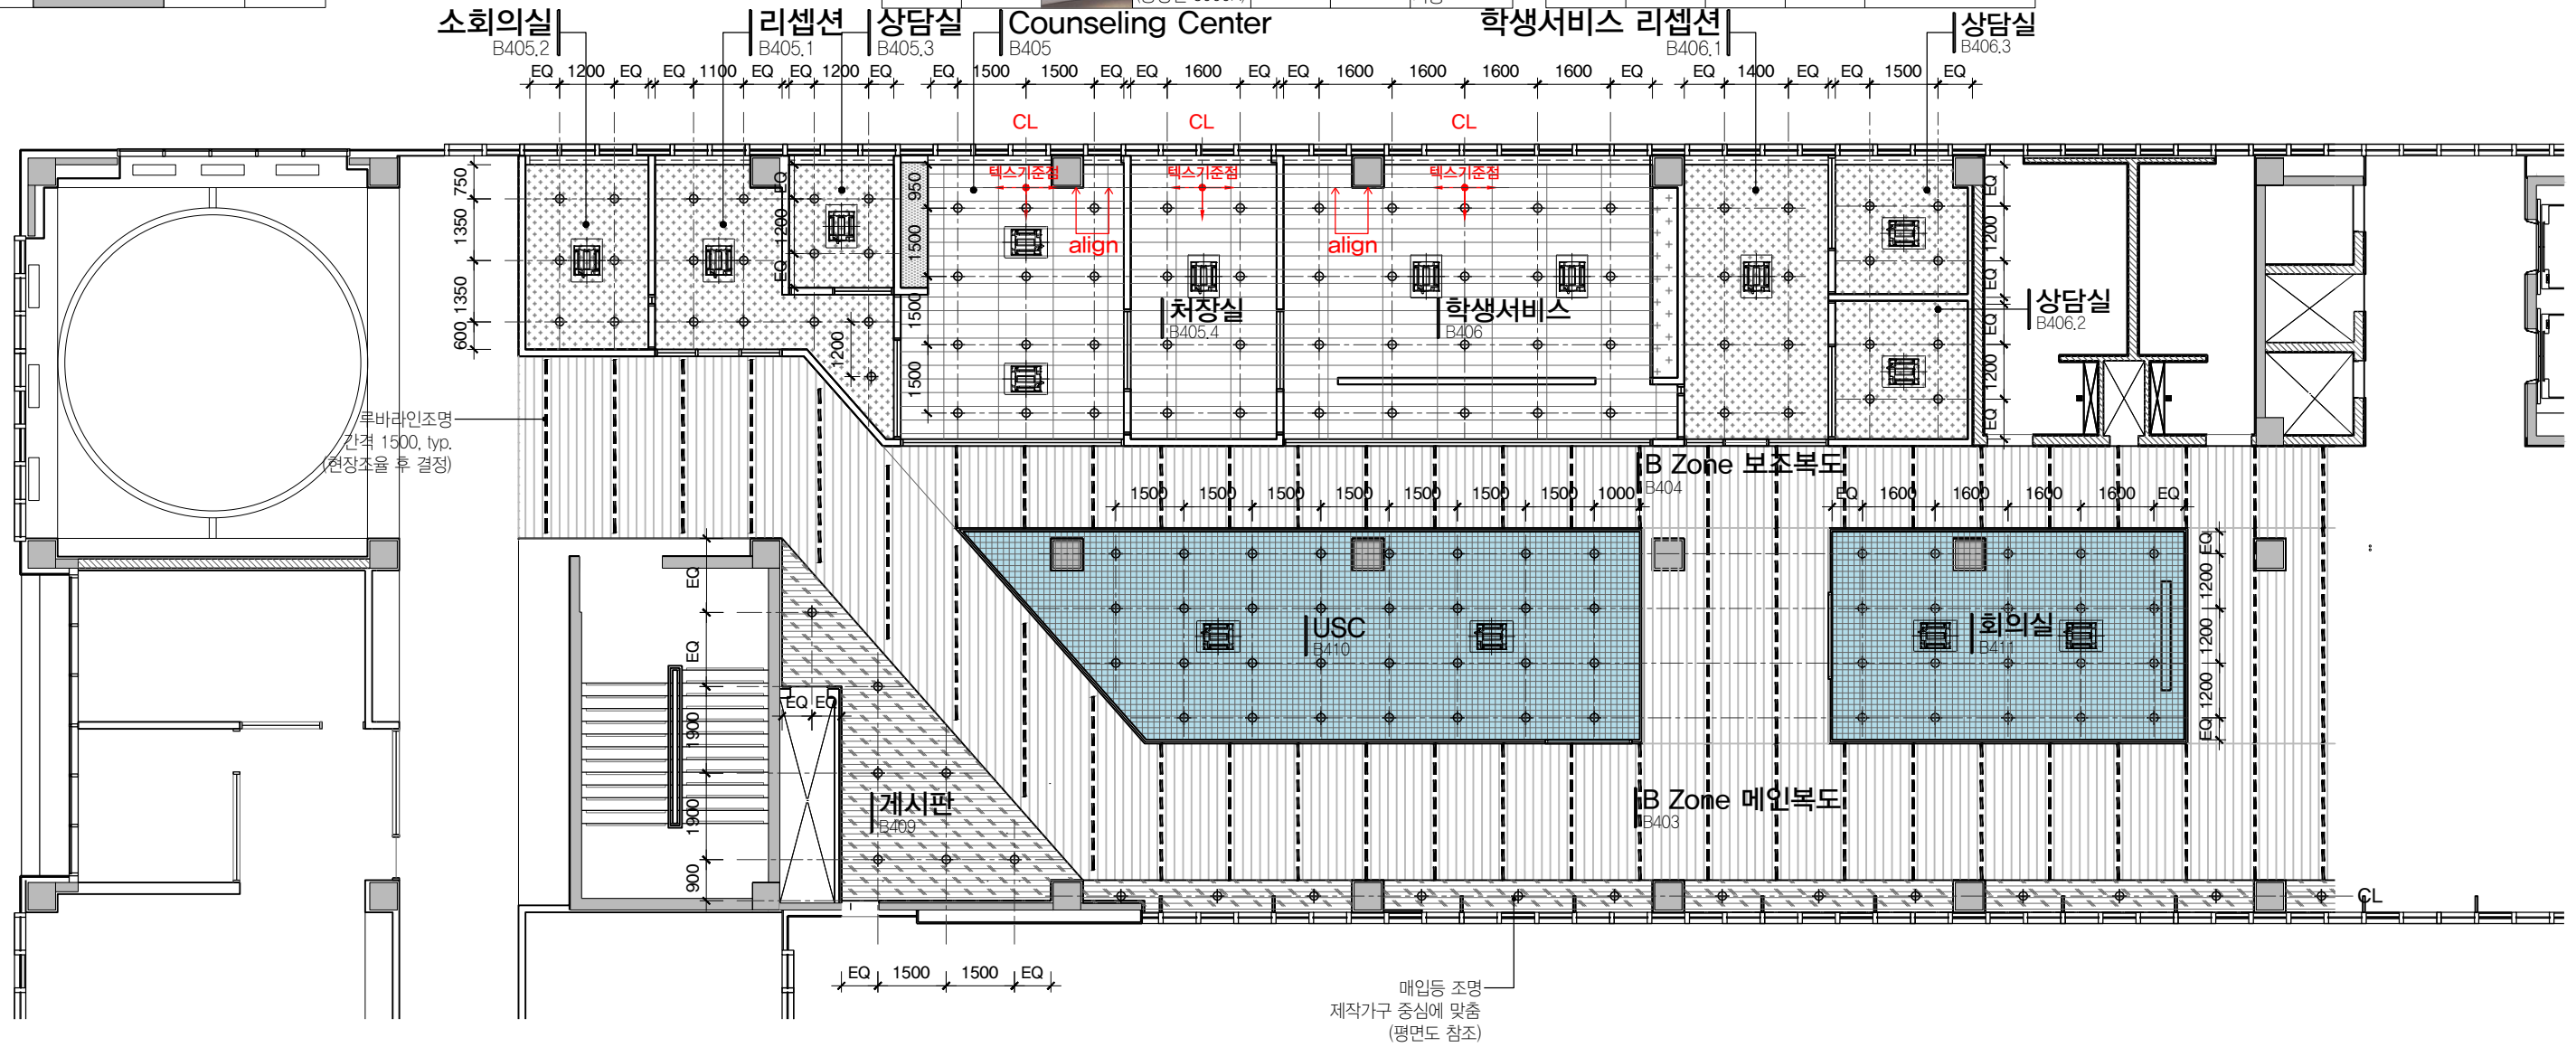 소회의실
B405.2
리셉션
B405.1
상담실
B405.3
Counseling Center
B405
학생서비스 리셉션
B406.1
상담실
B406.3
EQ 1200 EQ EQ 1100 EQ EQ 1200 EQ EQ 1500 1500 EQ EQ 1600 EQ EQ 1600 1600 1600 1600 EQ EQ 1400 EQ EQ 1500 EQ
CL CL CL
텍스기준점 텍스기준점 텍스기준점
align align
750
1350
1350
600
EQ
1200
EQ
1200
950
1500
1500
1500
EQ
1200
EQ
EQ
1200
EQ
처장실
B405.4
학생서비스
B406
상담실
B406.2
루바라인조명
간격 1500, typ.
(현장조율 후 결정)
B Zone 보조복도
B404
1500 1500 1500 1500 1500 1500 1500 1000
EQ 1600 1600 1600 1600 EQ
EQ
1200
1200
1200
EQ
USC
B410
회의실
B411
EQ
EQ
EQ EQ
1900
1900
900
게시판
B409
B Zone 메인복도
B403
CL
EQ 1500 1500 EQ
매입등 조명
제작가구 중심에 맞춤
(평면도 참조)